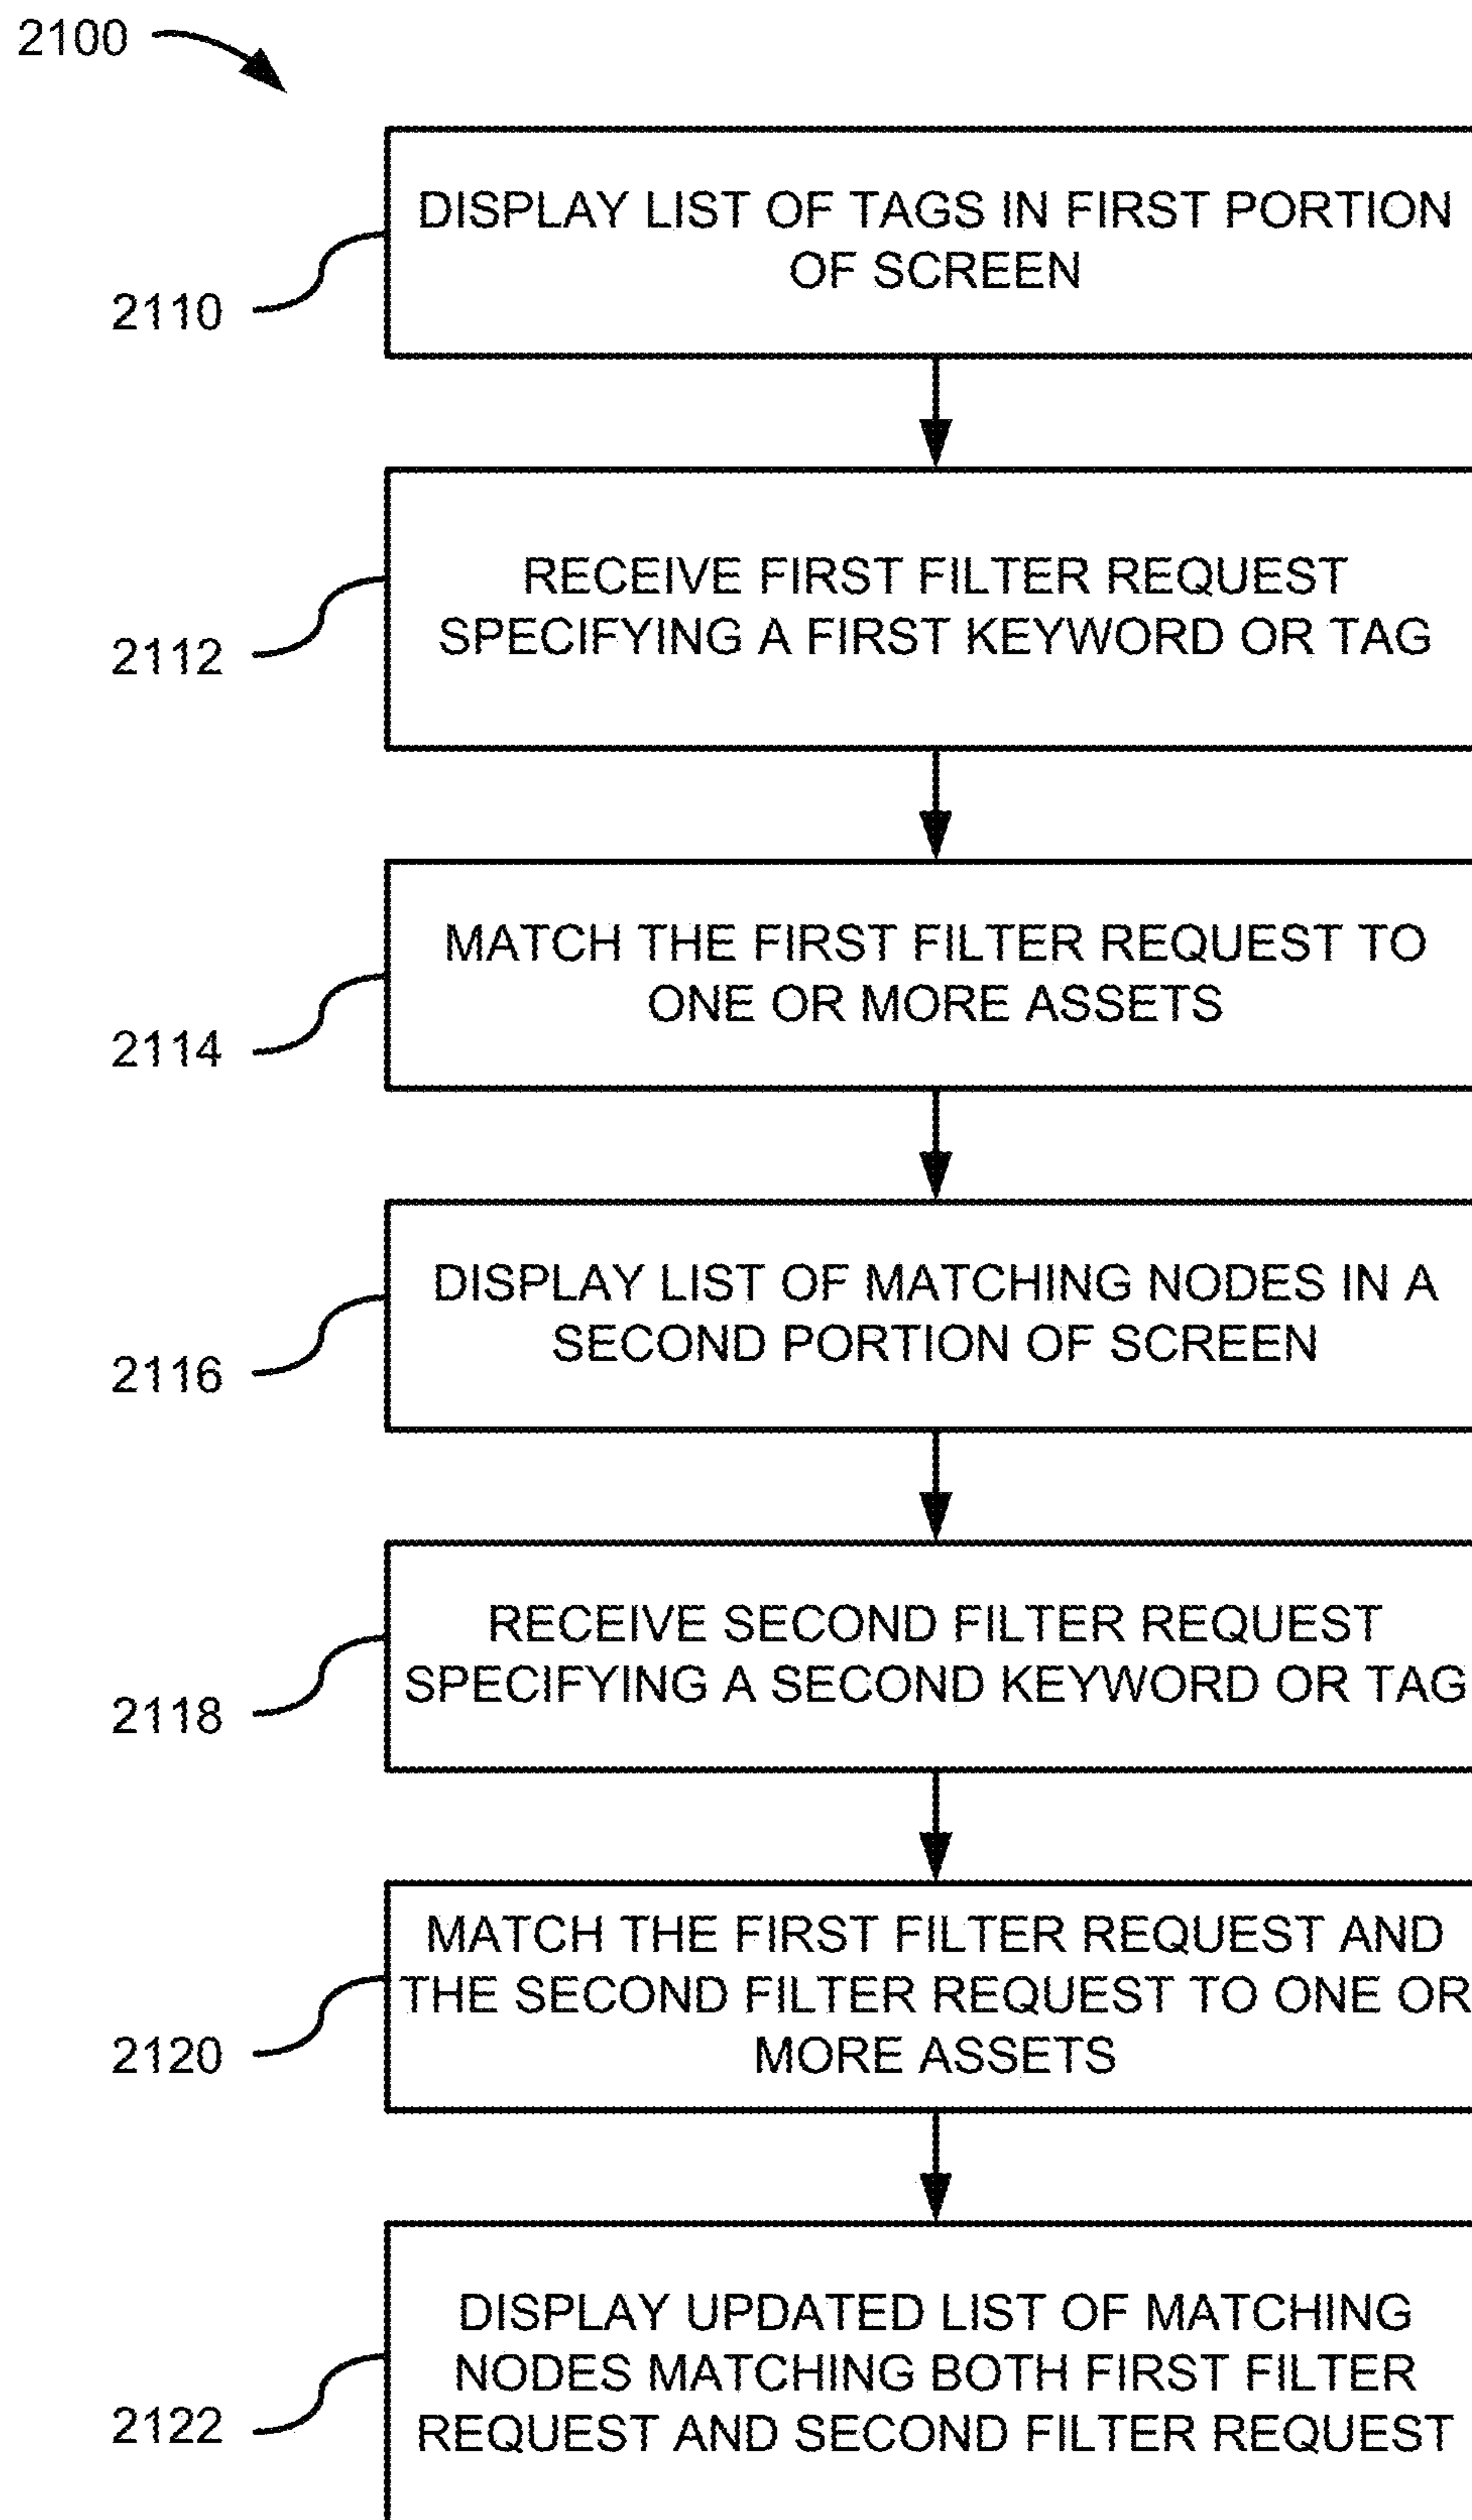 2100
DISPLAY LIST OF TAGS IN FIRST PORTION
OF SCREEN
2110
RECEIVE FIRST FILTER REQUEST
SPECIFYING A FIRST KEYWORD OR TAG
2112
MATCH THE FIRST FILTER REQUEST TO
ONE OR MORE ASSETS
2114
DISPLAY LIST OF MATCHING NODES IN A
SECOND PORTION OF SCREEN
2116
RECEIVE SECOND FILTER REQUEST
SPECIFYING A SECOND KEYWORD OR TAG
2118
MATCH THE FIRST FILTER REQUEST AND
THE SECOND FILTER REQUEST TO ONE OR
MORE ASSETS
2120
DISPLAY UPDATED LIST OF MATCHING
NODES MATCHING BOTH FIRST FILTER
REQUEST AND SECOND FILTER REQUEST
2122